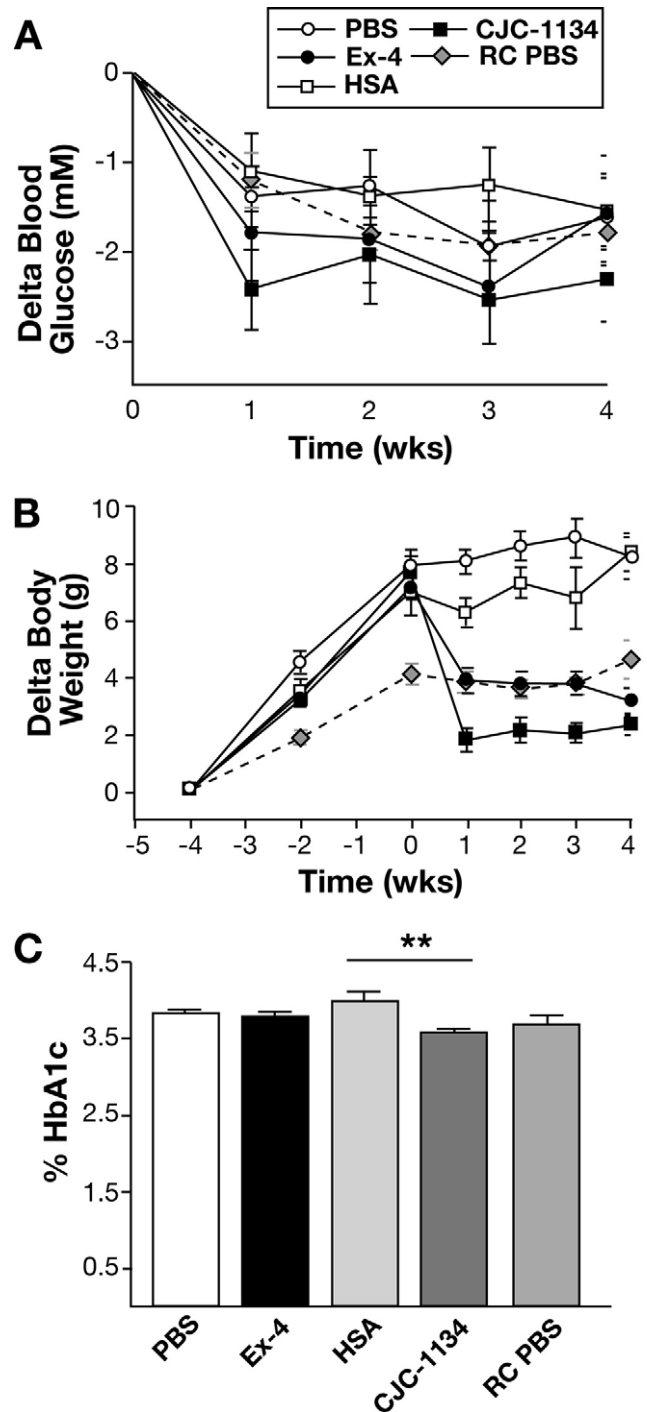 A
PBS CJC-1134
Ex-4 RC PBS
HSA
Delta Blood
Glucose (mM)
0
-1
-2
-3
0 1 2 3 4
Time (wks)
B
Delta Body
Weight (g)
10
8
6
4
2
0
-5 -4 -3 -2 -1 0 1 2 3 4
Time (wks)
C
**
% HbA1c
4.5
3.5
2.5
1.5
0.5
PBS Ex-4 HSA CJC-1134 RC PBS